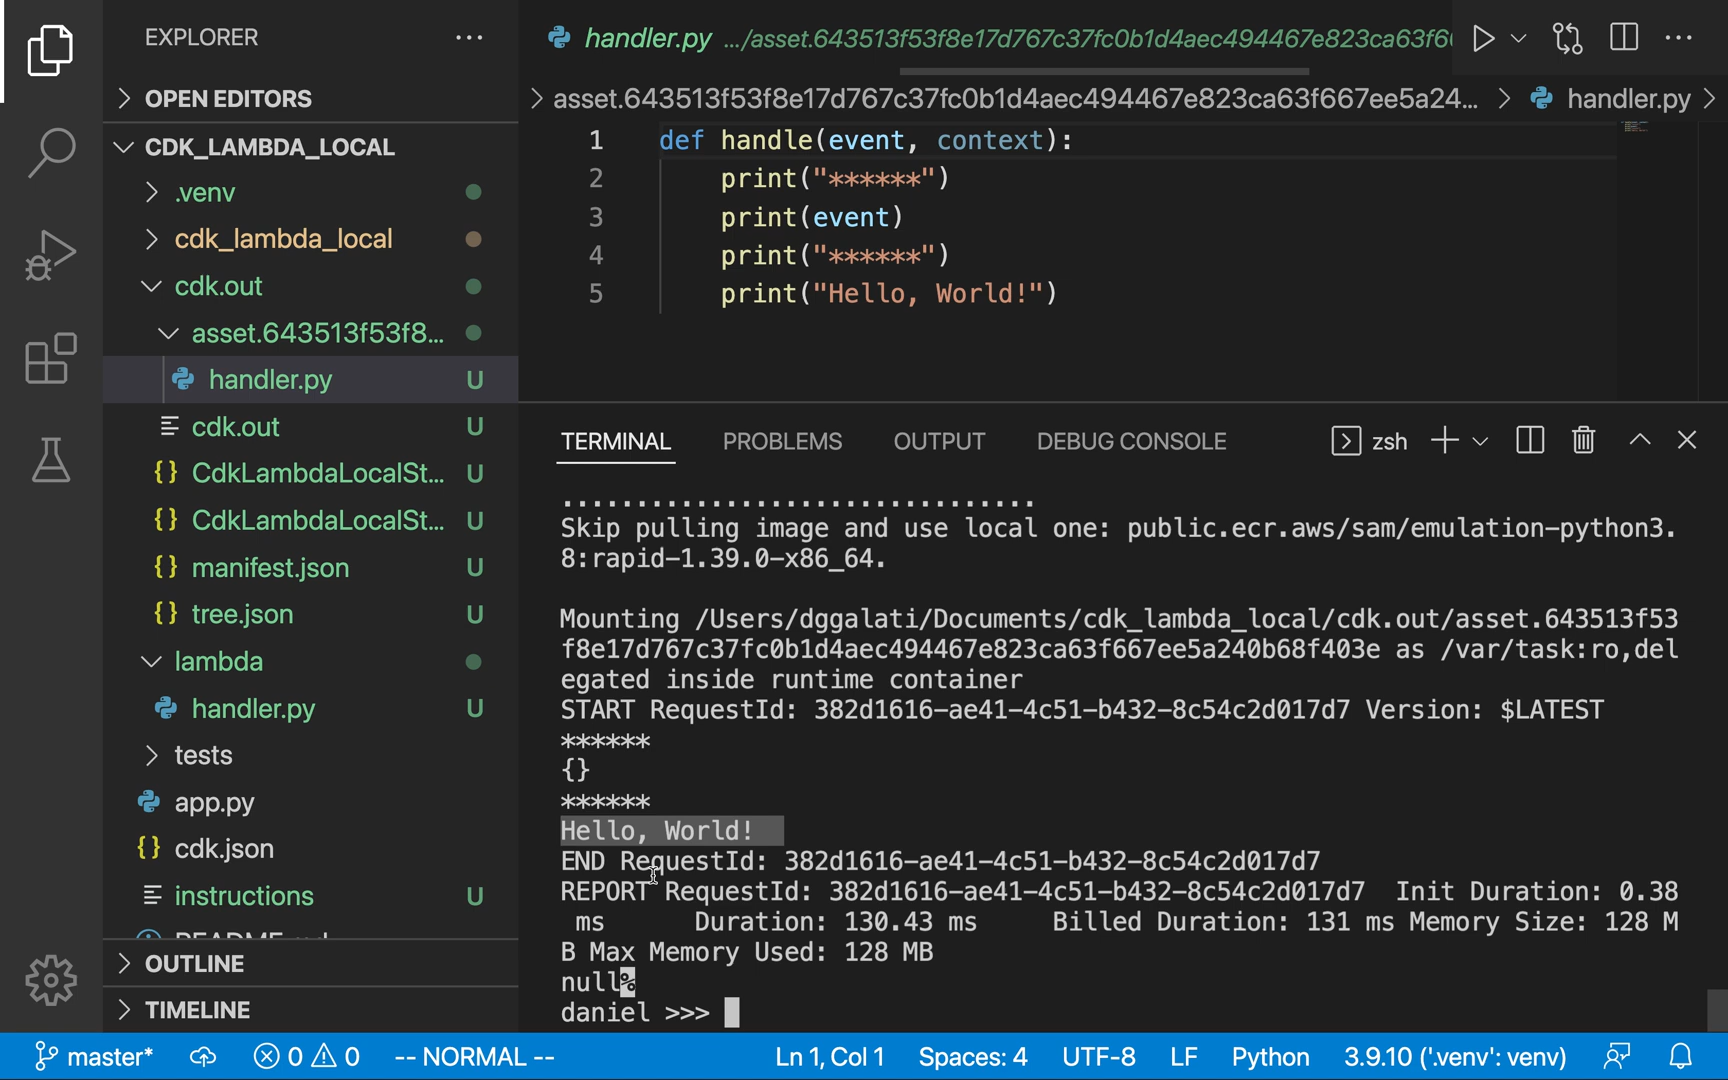 EXPLORER
OPEN EDITORS
CDK_LAMBDA_LOCAL
.venv
cdk_lambda_local
cdk.out
asset.643513f53f8...
handler.py U
cdk.out U
CdkLambdaLocalSt... U
CdkLambdaLocalSt... U
manifest.json U
tree.json U
lambda
handler.py U
tests
app.py
cdk.json
instructions U
OUTLINE
TIMELINE
handler.py .../asset.643513f53f8e17d767c37fc0b1d4aec494467e823ca63f6
asset.643513f53f8e17d767c37fc0b1d4aec494467e823ca63f667ee5a24... > handler.py >
1 def handle(event, context):
2 print("******")
3 print(event)
4 print("******")
5 print("Hello, World!")
TERMINAL PROBLEMS OUTPUT DEBUG CONSOLE zsh
................................
Skip pulling image and use local one: public.ecr.aws/sam/emulation-python3.
8:rapid-1.39.0-x86_64.
Mounting /Users/dggalati/Documents/cdk_lambda_local/cdk.out/asset.643513f53
f8e17d767c37fc0b1d4aec494467e823ca63f667ee5a240b68f403e as /var/task:ro,del
egated inside runtime container
START RequestId: 382d1616-ae41-4c51-b432-8c54c2d017d7 Version: $LATEST
******
{}
******
Hello, World!
END RequestId: 382d1616-ae41-4c51-b432-8c54c2d017d7
REPORT RequestId: 382d1616-ae41-4c51-b432-8c54c2d017d7 Init Duration: 0.38
ms Duration: 130.43 ms Billed Duration: 131 ms Memory Size: 128 M
B Max Memory Used: 128 MB
null%
daniel >>>
master* 0 0 -- NORMAL -- Ln 1, Col 1 Spaces: 4 UTF-8 LF Python 3.9.10 ('.venv': venv)